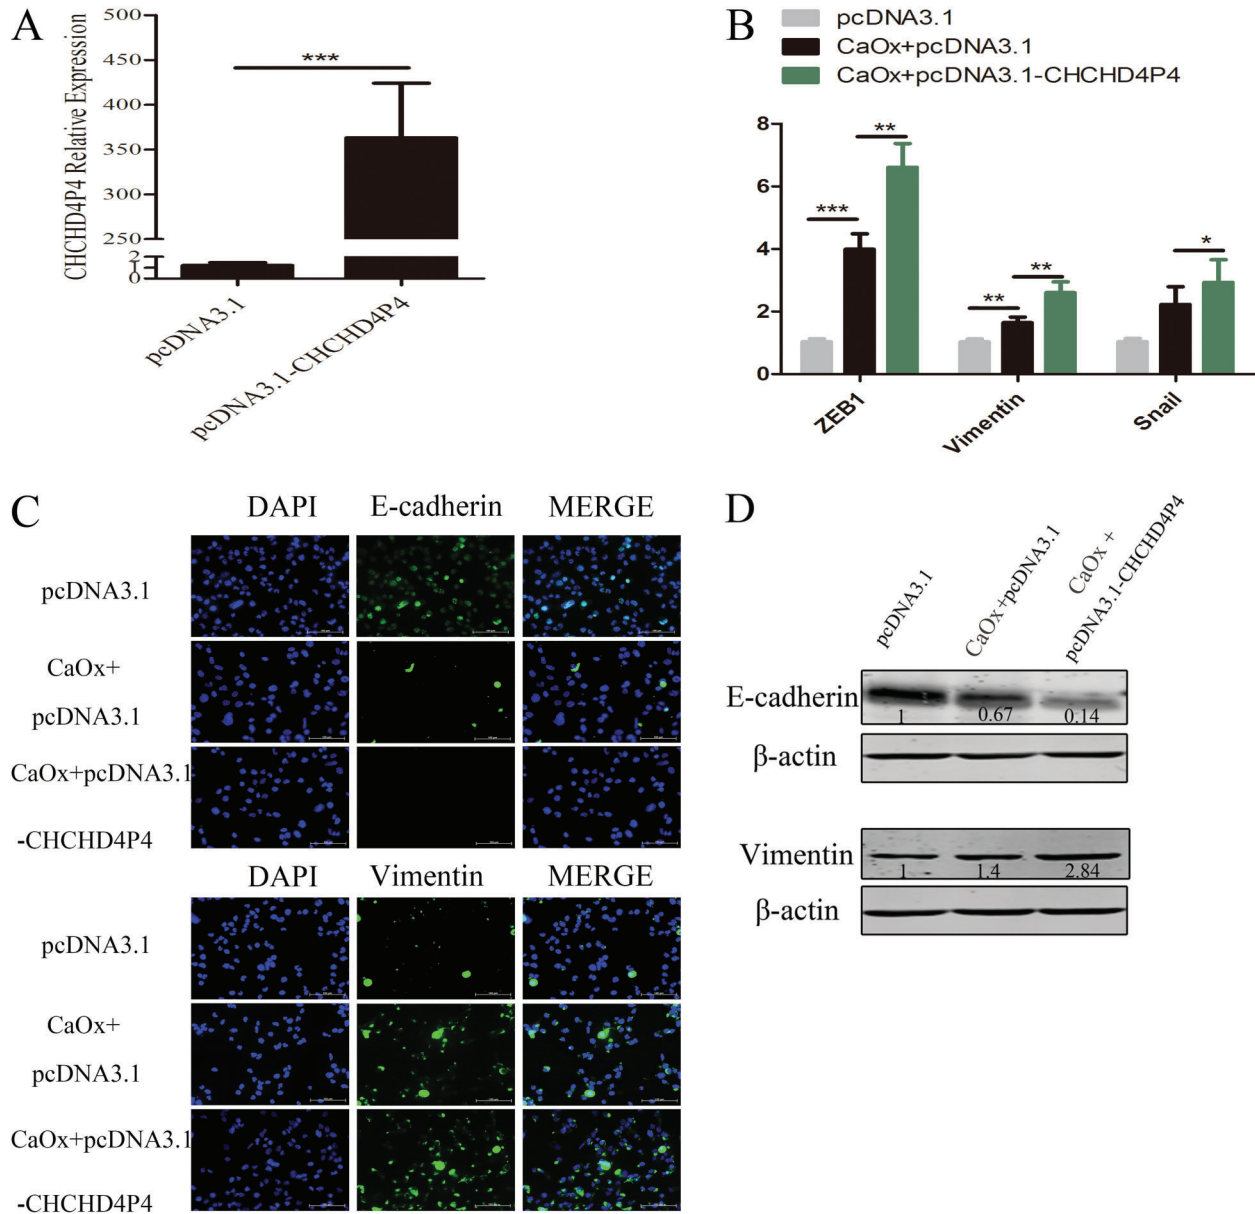 A
CHCHD4P4 Relative Expression
500
450
400
350
300
250
2
1
0
***
pcDNA3.1
pcDNA3.1-CHCHD4P4
B
pcDNA3.1
CaOx+pcDNA3.1
CaOx+pcDNA3.1-CHCHD4P4
8
6
4
2
0
***
**
**
**
*
ZEB1
Vimentin
Snail
C
DAPI E-cadherin MERGE
pcDNA3.1
CaOx+
pcDNA3.1
CaOx+pcDNA3.1
-CHCHD4P4
DAPI Vimentin MERGE
pcDNA3.1
CaOx+
pcDNA3.1
CaOx+pcDNA3.1
-CHCHD4P4
D
pcDNA3.1
CaOx+pcDNA3.1
CaOx +
pcDNA3.1-CHCHD4P4
E-cadherin
1 0.67 0.14
β-actin
Vimentin
1 1.4 2.84
β-actin